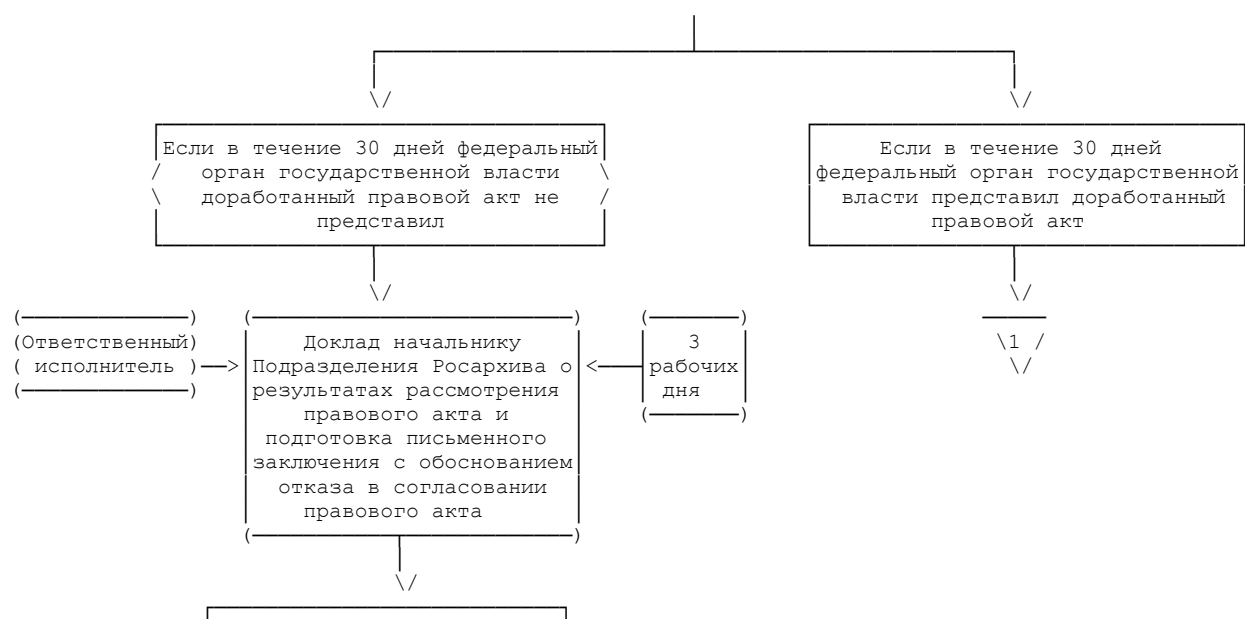 Если в течение 30 дней федеральный
орган государственной власти
доработанный правовой акт не
представил
Если в течение 30 дней
федеральный орган государственной
власти представил доработанный
правовой акт
Ответственный
исполнитель
Доклад начальнику
Подразделения Росархива о
результатах рассмотрения
правового акта и
подготовка письменного
заключения с обоснованием
отказа в согласовании
правового акта
3
рабочих
дня
1